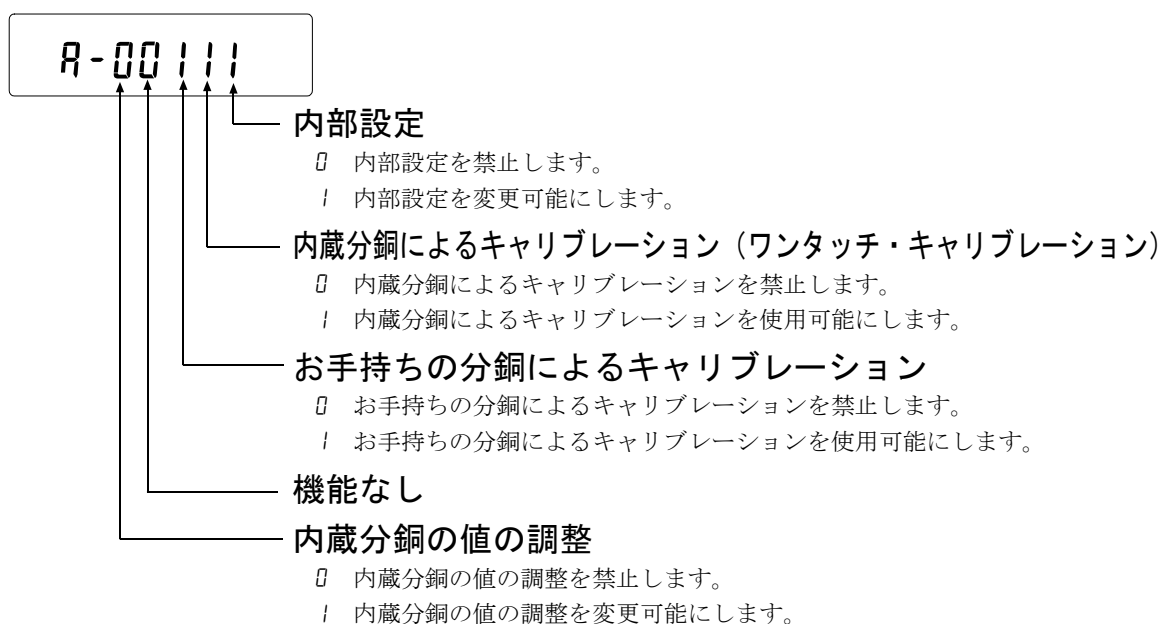 A-00111
内部設定
0 内部設定を禁止します。
1 内部設定を変更可能にします。
内蔵分銅によるキャリブレーション（ワンタッチ・キャリブレーション）
0 内蔵分銅によるキャリブレーションを禁止します。
1 内蔵分銅によるキャリブレーションを使用可能にします。
お手持ちの分銅によるキャリブレーション
0 お手持ちの分銅によるキャリブレーションを禁止します。
1 お手持ちの分銅によるキャリブレーションを使用可能にします。
機能なし
内蔵分銅の値の調整
0 内蔵分銅の値の調整を禁止します。
1 内蔵分銅の値の調整を変更可能にします。